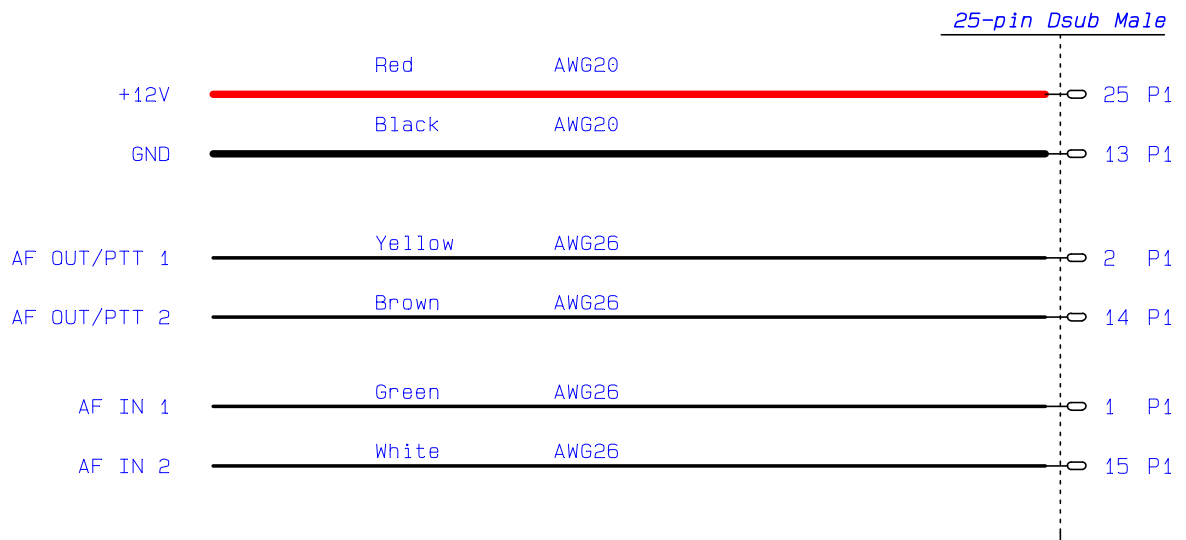 25-pin Dsub Male
Red AWG20
+12V 25 P1
Black AWG20
GND 13 P1
Yellow AWG26
AF OUT/PTT 1 2 P1
Brown AWG26
AF OUT/PTT 2 14 P1
Green AWG26
AF IN 1 1 P1
White AWG26
AF IN 2 15 P1